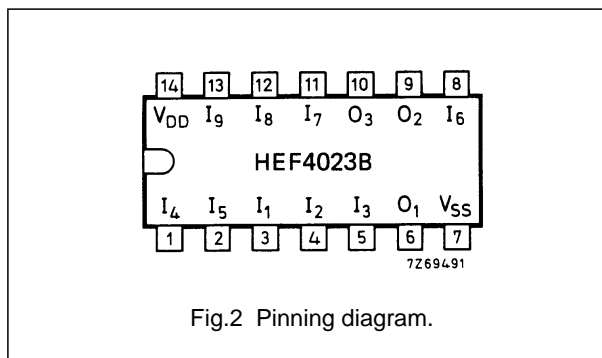 14 13 12 11 10 9 8
VDD I9 I8 I7 O3 O2 I6
HEF4023B
I4 I5 I1 I2 I3 O1 VSS
1 2 3 4 5 6 7
7Z69491
Fig.2 Pinning diagram.